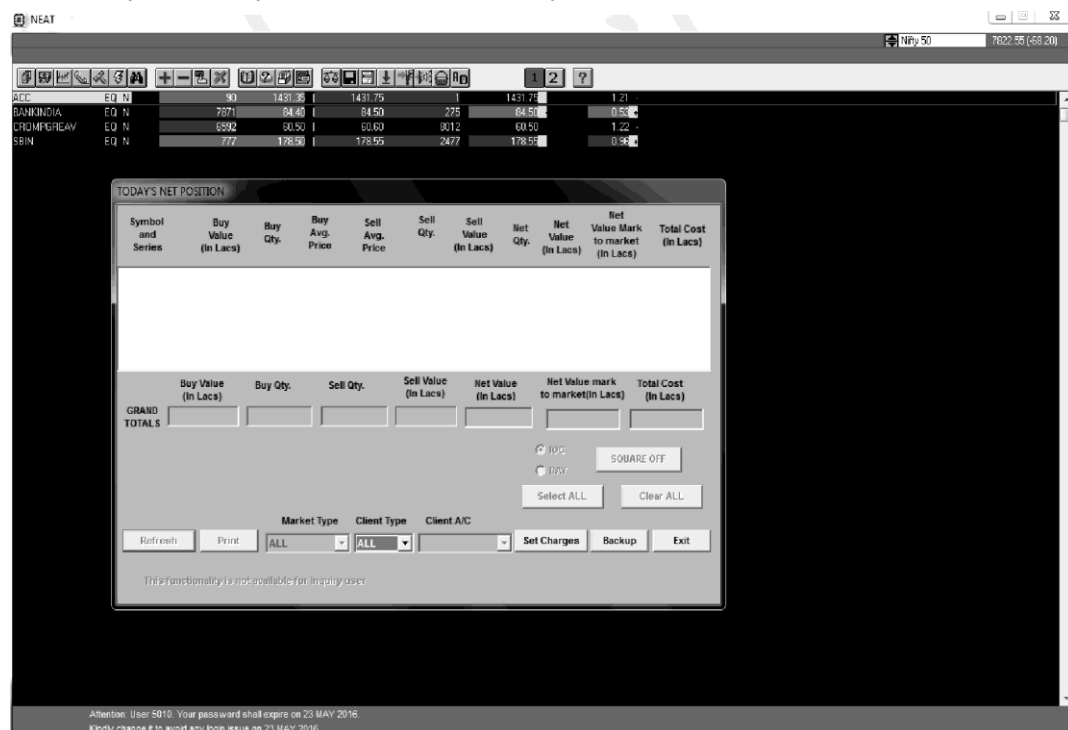 NEAT
Nifty 50 7822.55 (-68.20)
1 2 ?
ACC EQ N 90 1431.35 1431.75 1 1431.75 1.21 -
BANKINDIA EQ N 7871 84.40 84.50 275 84.50 0.53
CROMPGREAV EQ N 6592 60.50 60.60 8012 60.50 1.22 -
SBIN EQ N 777 178.50 178.55 2477 178.55 0.96
TODAY'S NET POSITION
Symbol and Series Buy Value (In Lacs) Buy Qty. Buy Avg. Price Sell Avg. Price Sell Qty. Sell Value (In Lacs) Net Qty. Net Value (In Lacs) Net Value Mark to market (In Lacs) Total Cost (In Lacs)
Buy Value (In Lacs) Buy Qty. Sell Qty. Sell Value (In Lacs) Net Value (In Lacs) Net Value mark to market(In Lacs) Total Cost (In Lacs)
GRAND TOTALS
IOC
DAY
SQUARE OFF
Select ALL Clear ALL
Market Type Client Type Client A/C
Refresh Print ALL ALL Set Charges Backup Exit
This functionality is not available for inquiry user
Attention: User 5010. Your password shall expire on 23 MAY 2016.
Kindly change it to avoid any login issue on 23 MAY 2016